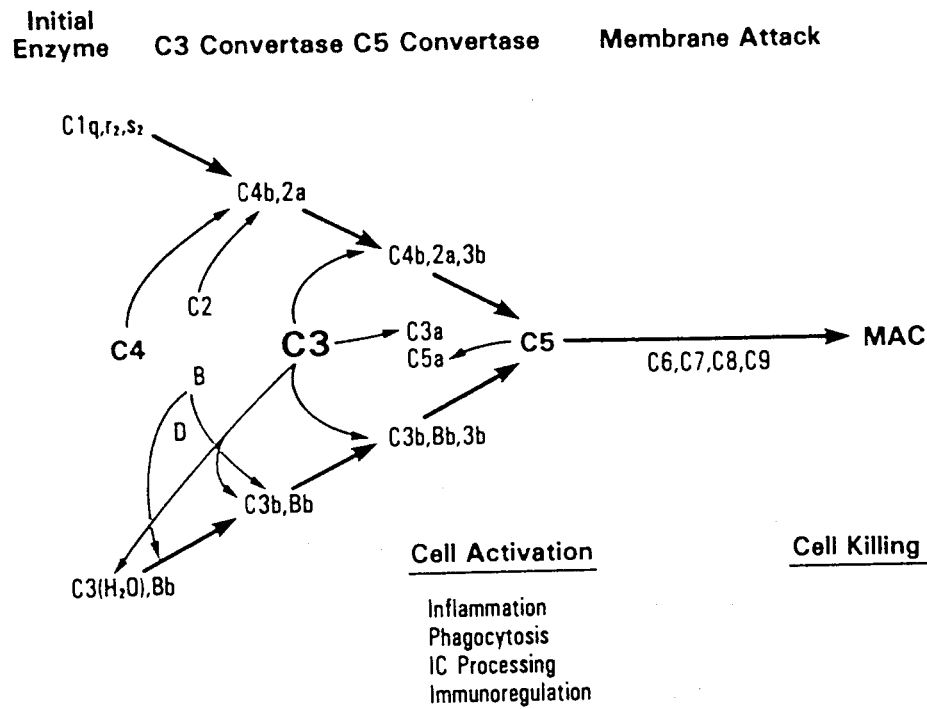 Initial
Enzyme
C3 Convertase C5 Convertase
Membrane Attack
C1q,r₂,s₂
C4b,2a
C4b,2a,3b
C2
C4
C3
C3a
C5a
C5
MAC
C6,C7,C8,C9
B
D
C3b,Bb,3b
C3b,Bb
C3(H₂O),Bb
Cell Activation
Cell Killing
Inflammation
Phagocytosis
IC Processing
Immunoregulation